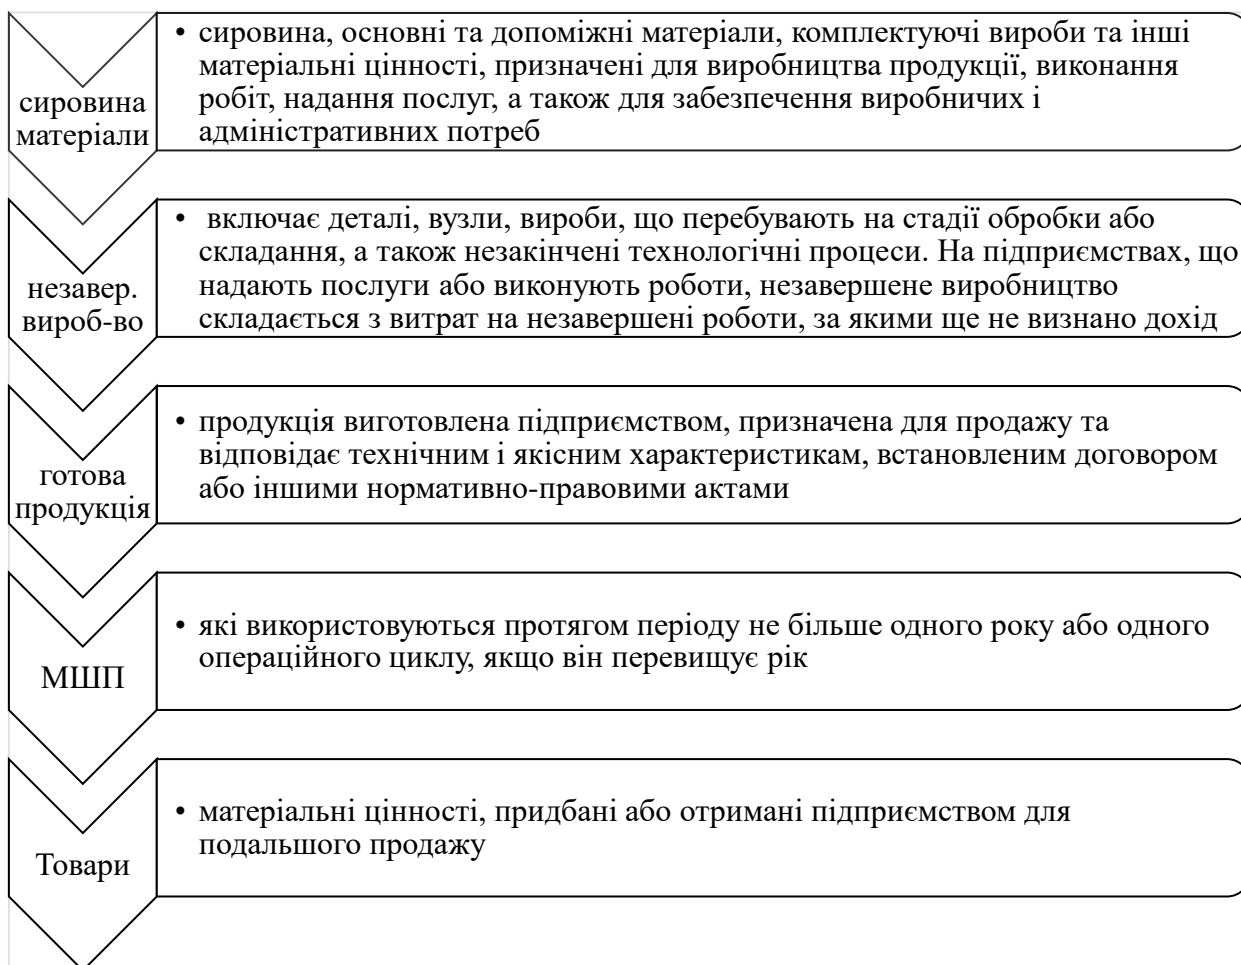 сировина
матеріали
• сировина, основні та допоміжні матеріали, комплектуючі вироби та інші
матеріальні цінності, призначені для виробництва продукції, виконання
робіт, надання послуг, а також для забезпечення виробничих і
адміністративних потреб
незавер.
вироб-во
• включає деталі, вузли, вироби, що перебувають на стадії обробки або
складання, а також незакінчені технологічні процеси. На підприємствах, що
надають послуги або виконують роботи, незавершене виробництво
складається з витрат на незавершені роботи, за якими ще не визнано дохід
готова
продукція
• продукція виготовлена підприємством, призначена для продажу та
відповідає технічним і якісним характеристикам, встановленим договором
або іншими нормативно-правовими актами
МШП
• які використовуються протягом періоду не більше одного року або одного
операційного циклу, якщо він перевищує рік
Товари
• матеріальні цінності, придбані або отримані підприємством для
подальшого продажу